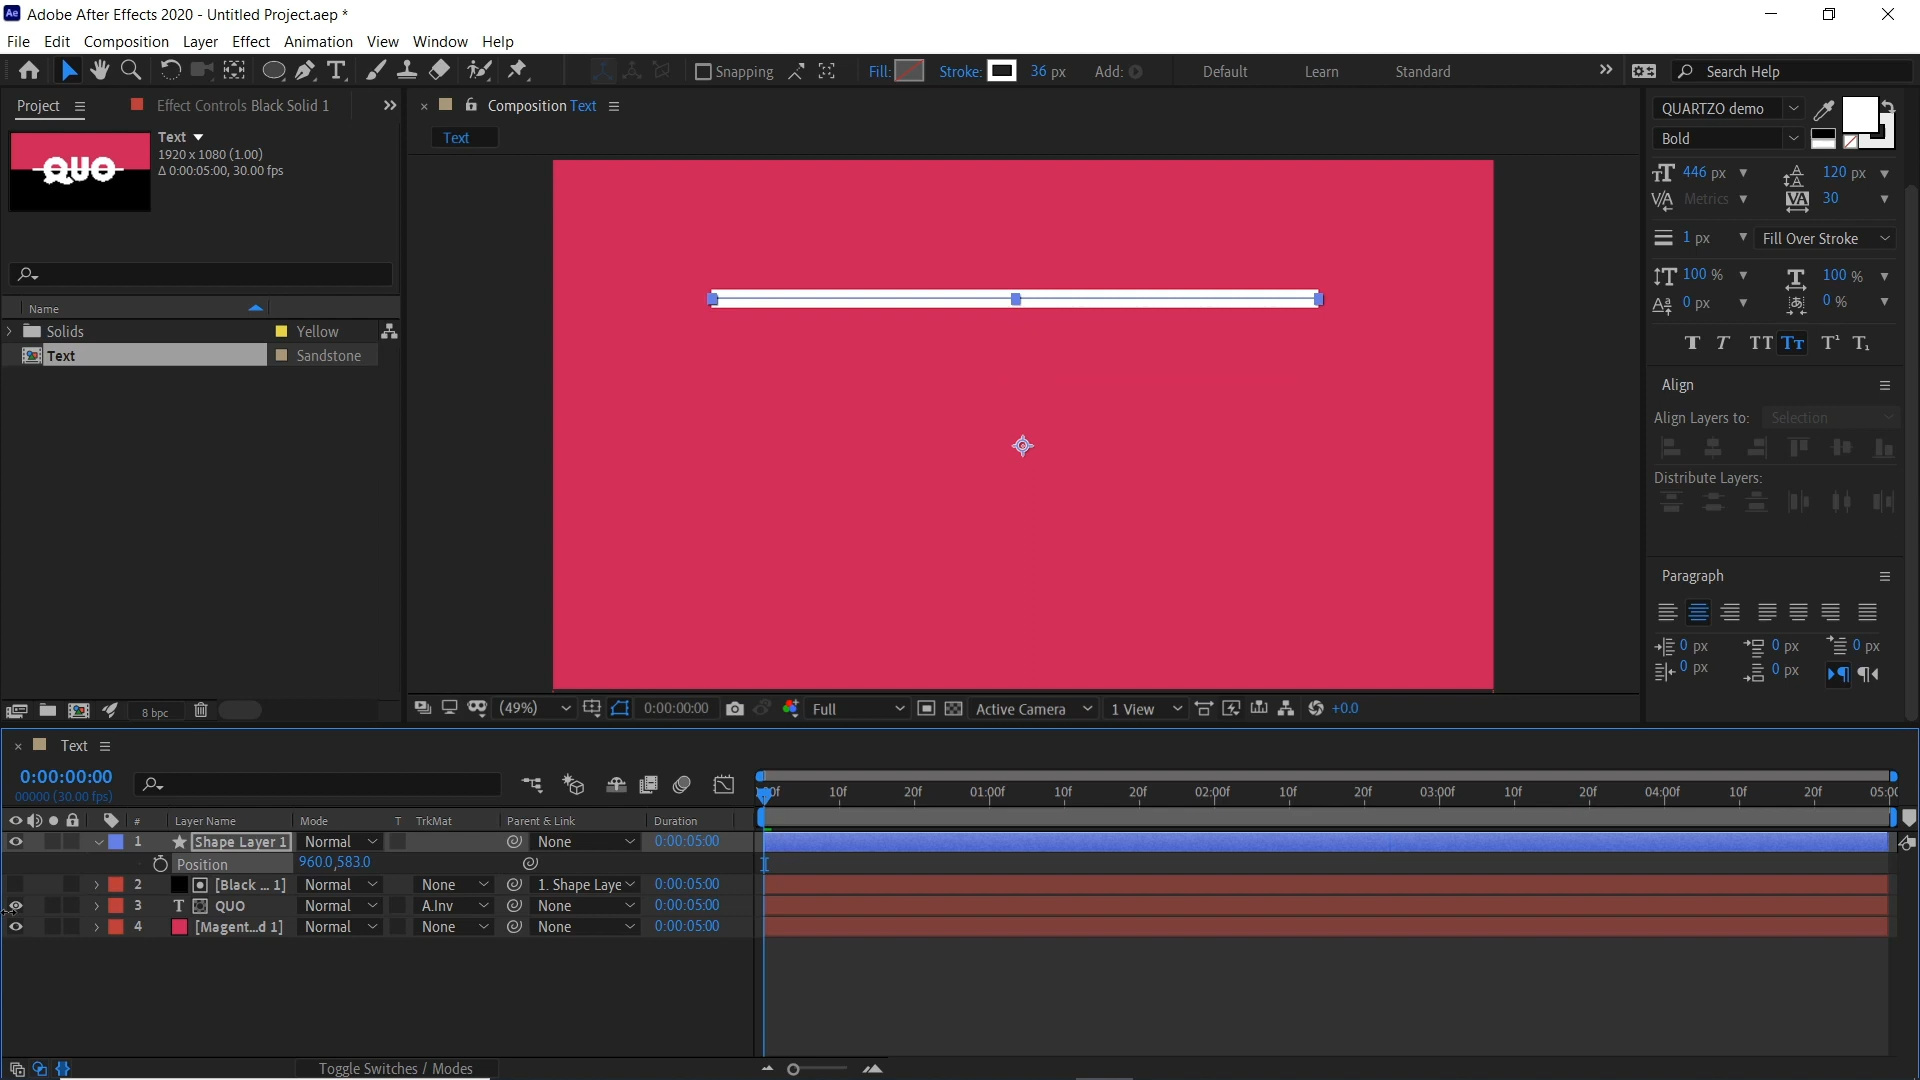 Adobe After Effects 2020 - Untitled Project.aep *
File Edit Composition Layer Effect Animation View Window Help
Snapping Fill: Stroke: 36 px Add: Default Learn Standard Search Help
Project Effect Controls Black Solid 1
Composition Text
Text
Text
1920 x 1080 (1.00)
Δ 0:00:05:00, 30.00 fps
QUO
Name
Solids Yellow
Text Sandstone
8 bpc
(49%) 0:00:00:00 Full Active Camera 1 View +0.0
QUARTZO demo
Bold
446 px 120 px
Metrics 30
1 px Fill Over Stroke
100 % 100 %
0 px 0 %
Align
Align Layers to: Selection
Distribute Layers:
Paragraph
0 px 0 px 0 px
0 px 0 px
Text
0:00:00:00
00000 (30.00 fps)
:00f 10f 20f 01:00f 10f 20f 02:00f 10f 20f 03:00f 10f 20f 04:00f 10f 20f 05:00
# Layer Name Mode T TrkMat Parent & Link Duration
1 Shape Layer 1 Normal None 0:00:05:00
Position 960.0,583.0
2 [Black ... 1] Normal None 1. Shape Laye 0:00:05:00
3 T QUO Normal A.Inv None 0:00:05:00
4 [Magent...d 1] Normal None None 0:00:05:00
Toggle Switches / Modes